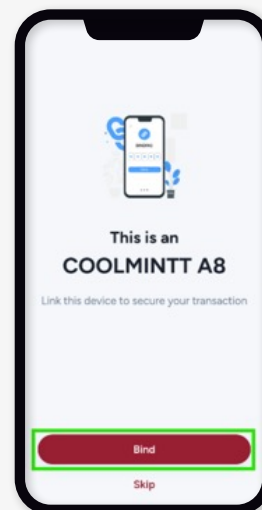 This is an
COOLMINTT A8
Link this device to secure your transaction
Bind
Skip